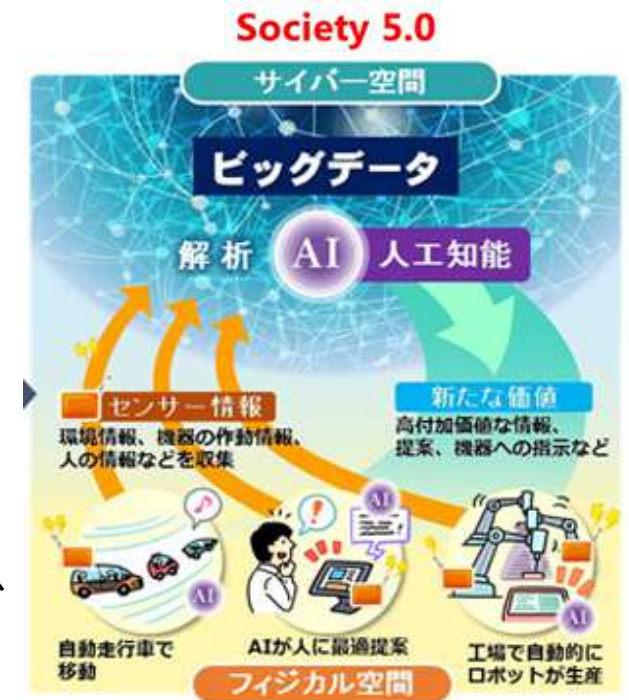 Society 5.0
サイバー空間
ビッグデータ
解析 AI 人工知能
センサー情報
環境情報、機器の作動情報、
人の情報などを収集
新たな価値
高付加価値な情報、
提案、機器への指示など
AI
AI
AI
自動走行車で
移動
AIが人に最適提案
工場で自動的に
ロボットが生産
フィジカル空間